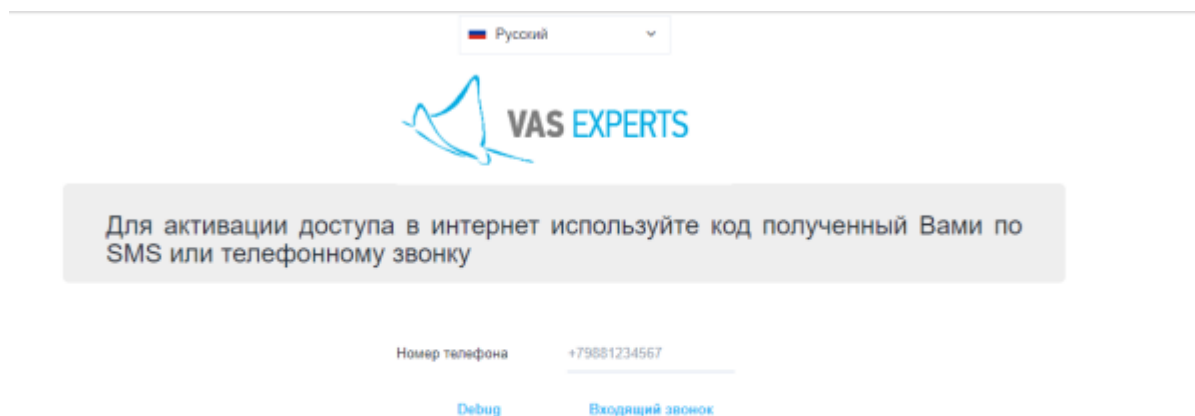 Русский
VAS EXPERTS
Для активации доступа в интернет используйте код полученный Вами по
SMS или телефонному звонку
Номер телефона +79881234567
Debug Входящий звонок